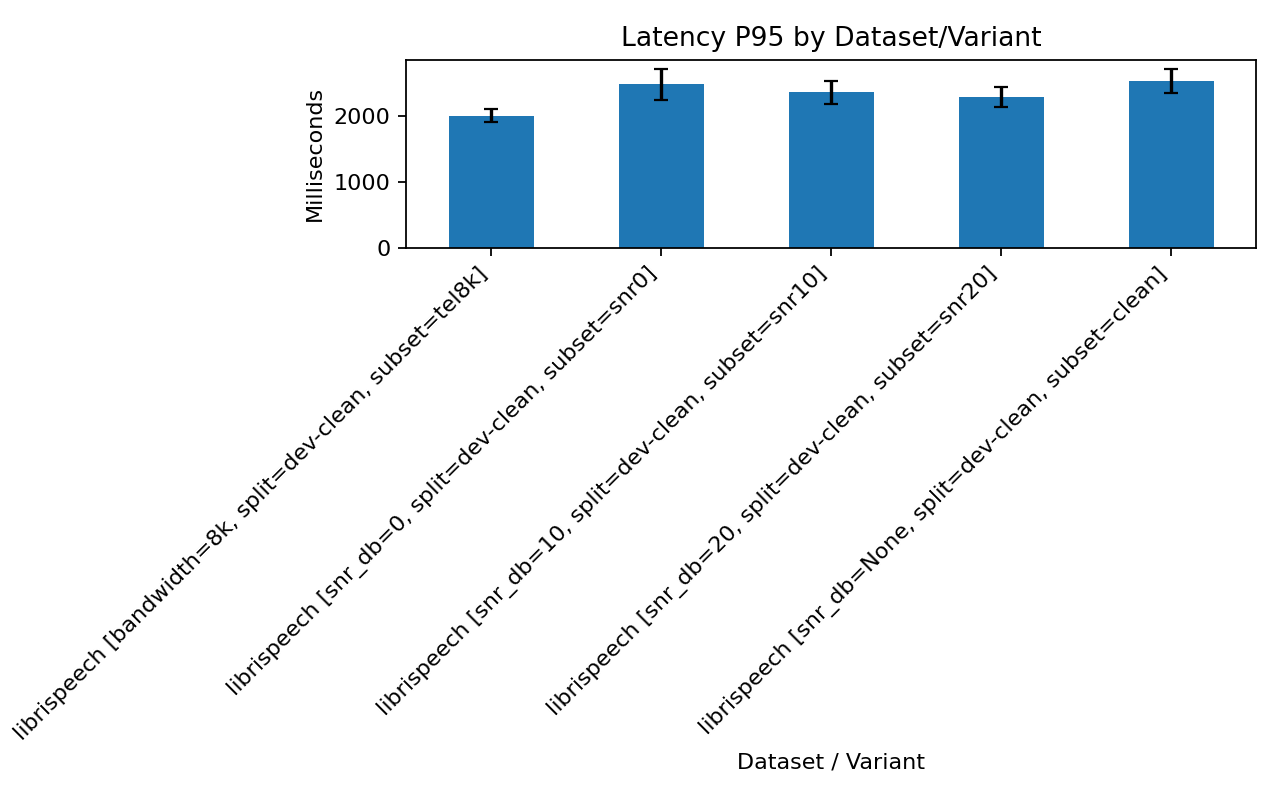 Latency P95 by Dataset/Variant
Milliseconds
2000
1000
0
librispeech [bandwidth=8k, split=dev-clean, subset=tel8k]
librispeech [snr_db=0, split=dev-clean, subset=snr0]
librispeech [snr_db=10, split=dev-clean, subset=snr10]
librispeech [snr_db=20, split=dev-clean, subset=snr20]
librispeech [snr_db=None, split=dev-clean, subset=clean]
Dataset / Variant